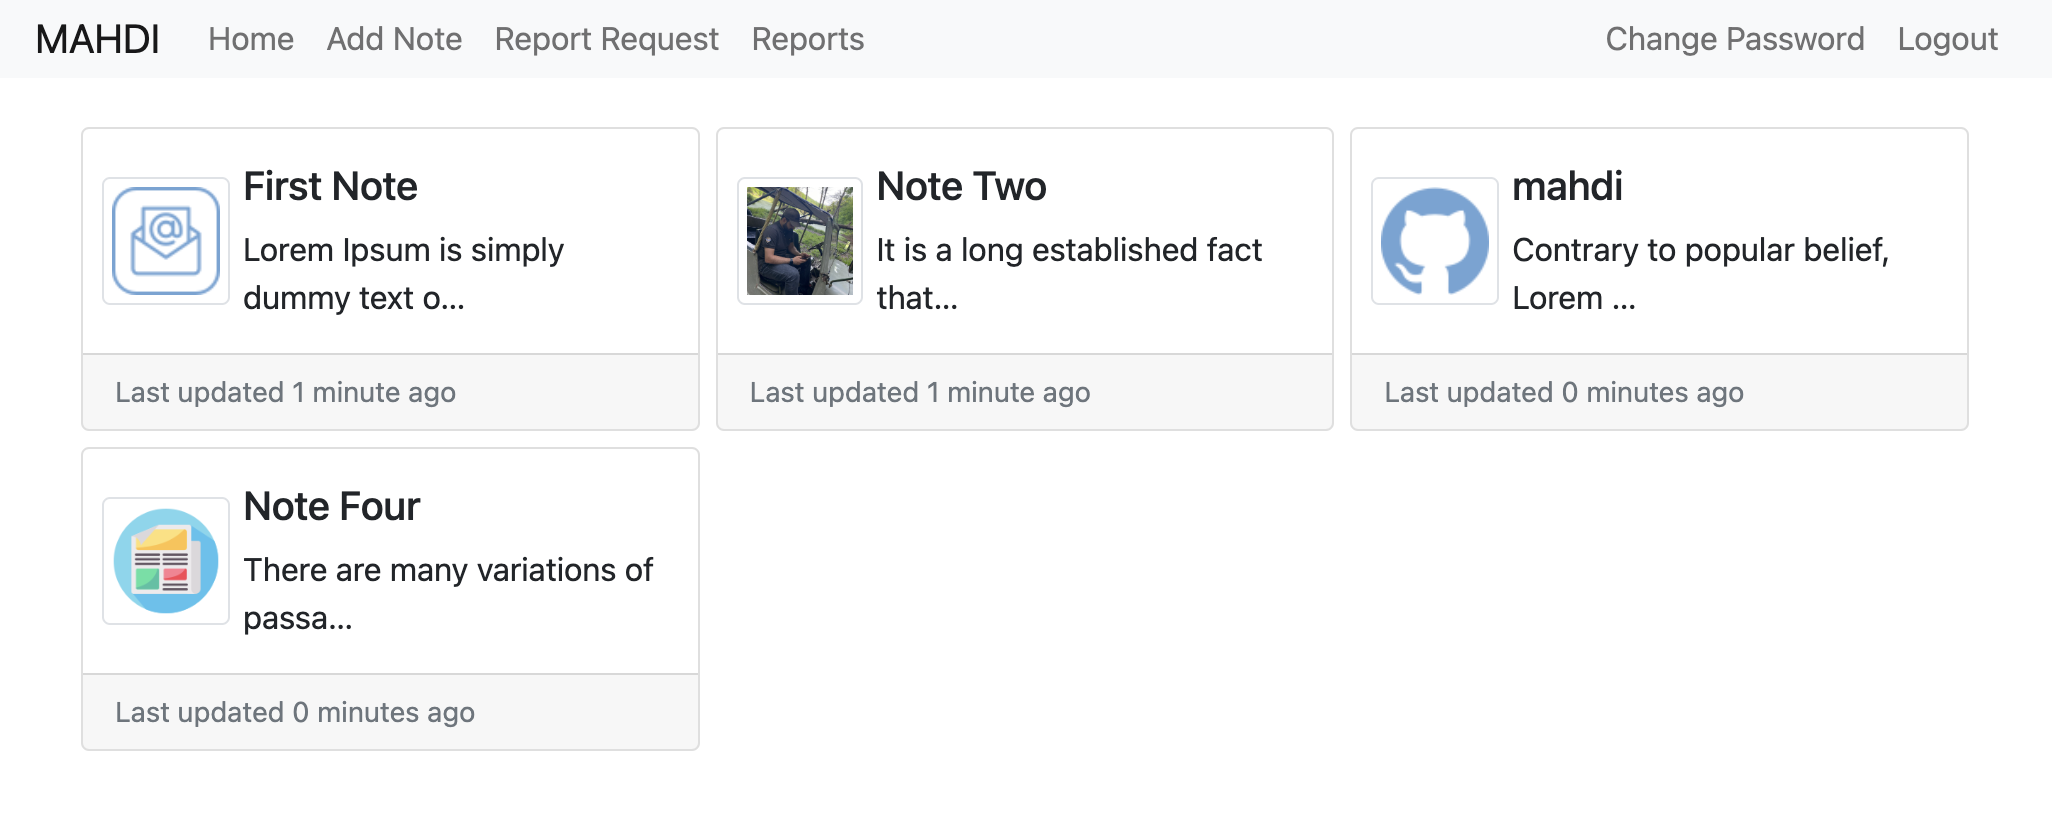 MAHDI Home Add Note Report Request Reports Change Password Logout
First Note
Lorem Ipsum is simply
dummy text o...
Last updated 1 minute ago
Note Two
It is a long established fact
that...
Last updated 1 minute ago
mahdi
Contrary to popular belief,
Lorem ...
Last updated 0 minutes ago
Note Four
There are many variations of
passa...
Last updated 0 minutes ago